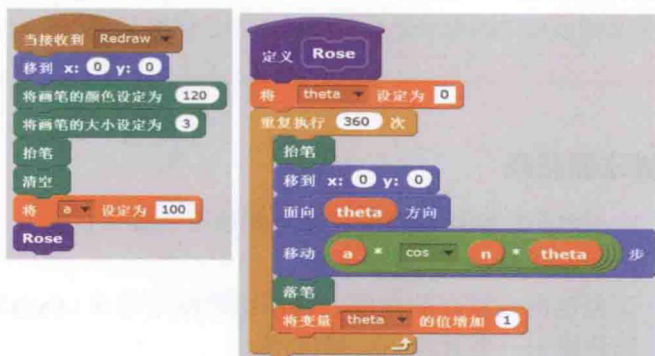 当接收到 Redraw
移到 x: 0 y: 0
将画笔的颜色设定为 120
将画笔的大小设定为 3
抬笔
清空
将 a 设定为 100
Rose
定义 Rose
将 theta 设定为 0
重复执行 360 次
抬笔
移到 x: 0 y: 0
面向 theta 方向
移动 a * cos n * theta 步
落笔
将变量 theta 的值增加 1